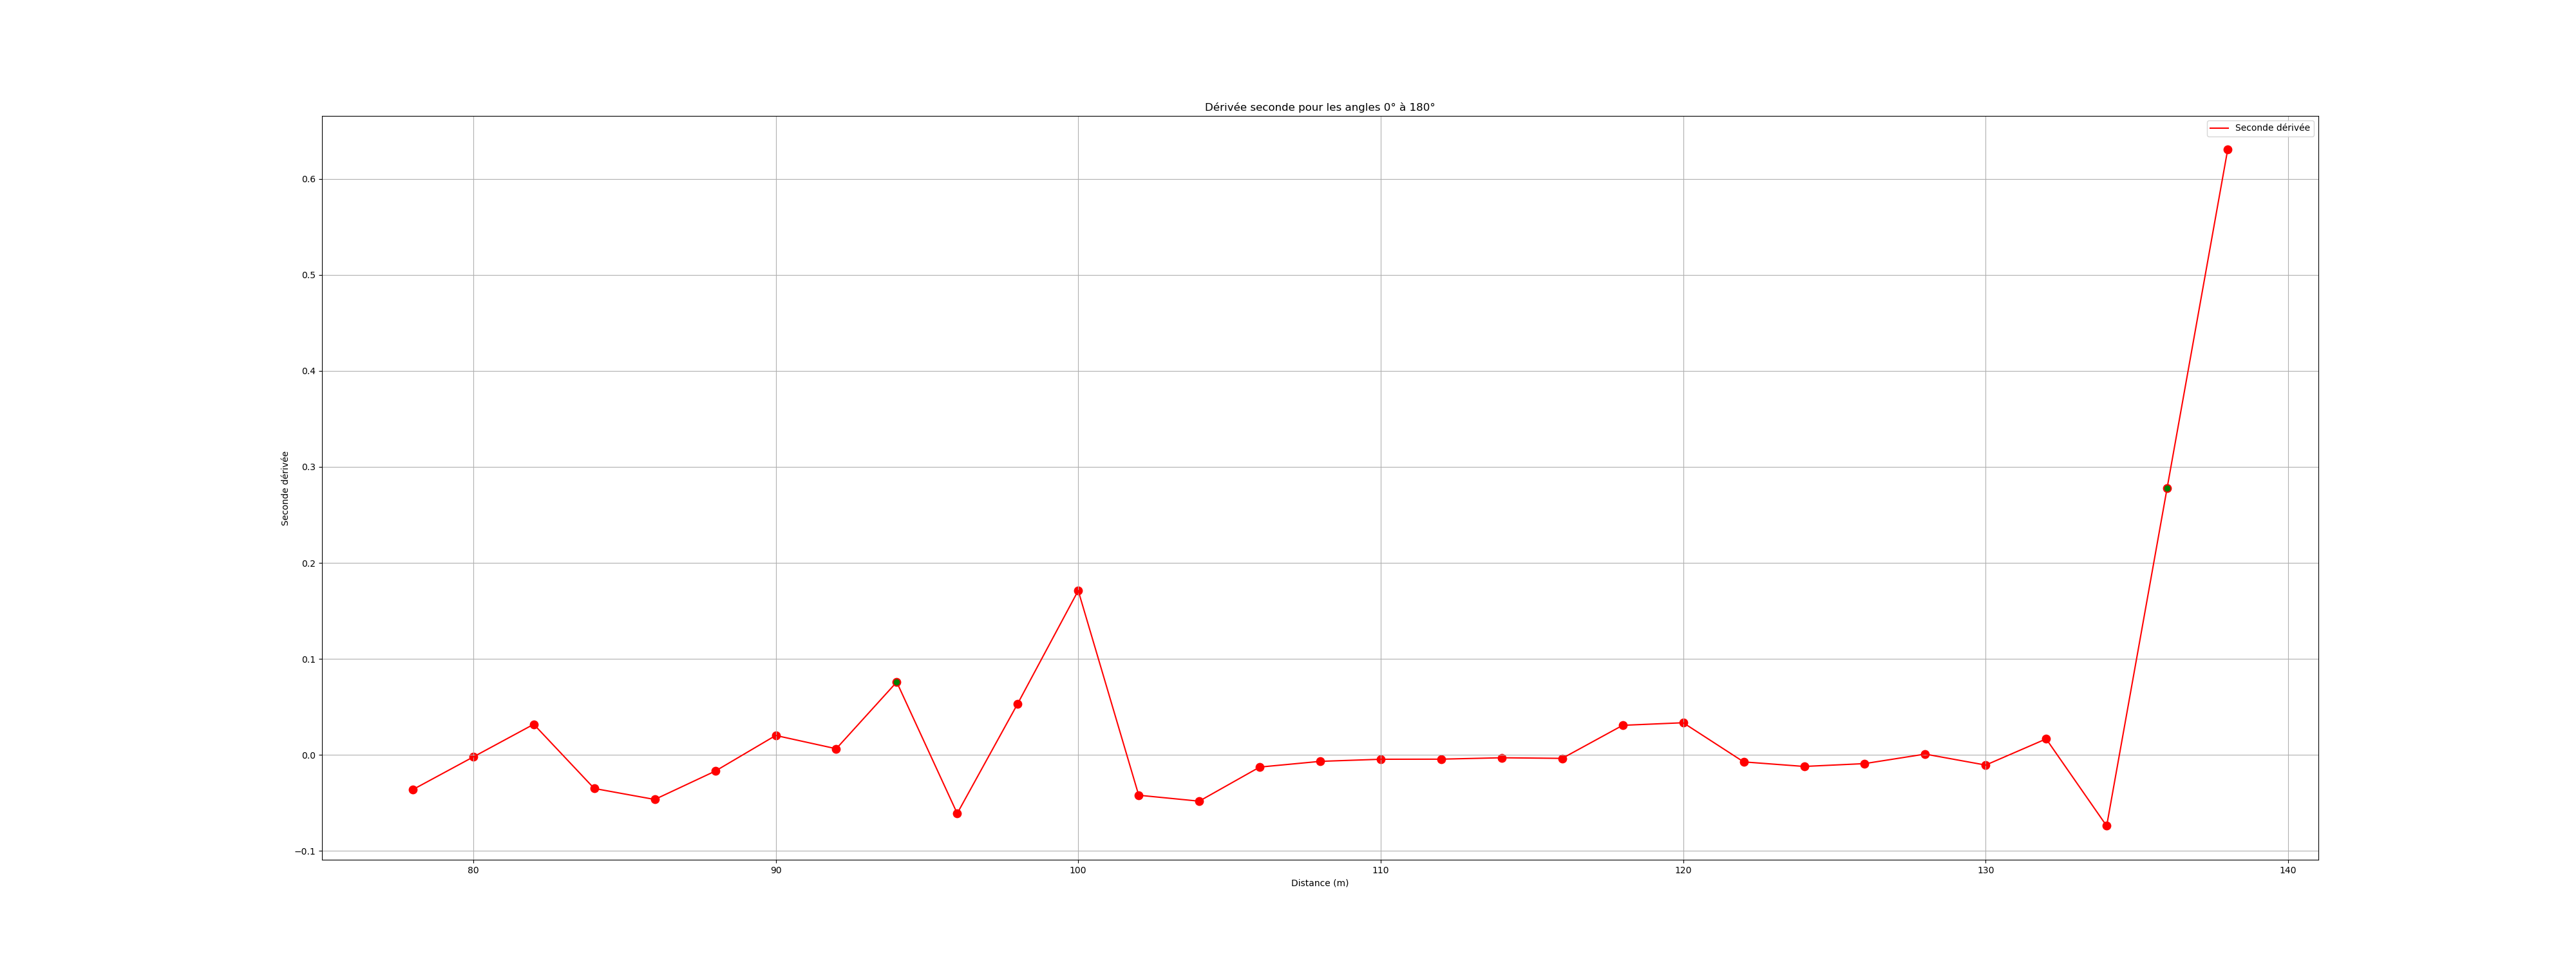 Dérivée seconde pour les angles 0° à 180°
Seconde dérivée
0.6
0.5
0.4
0.3
0.2
0.1
0.0
−0.1
Seconde dérivée
80 90 100 110 120 130 140
Distance (m)